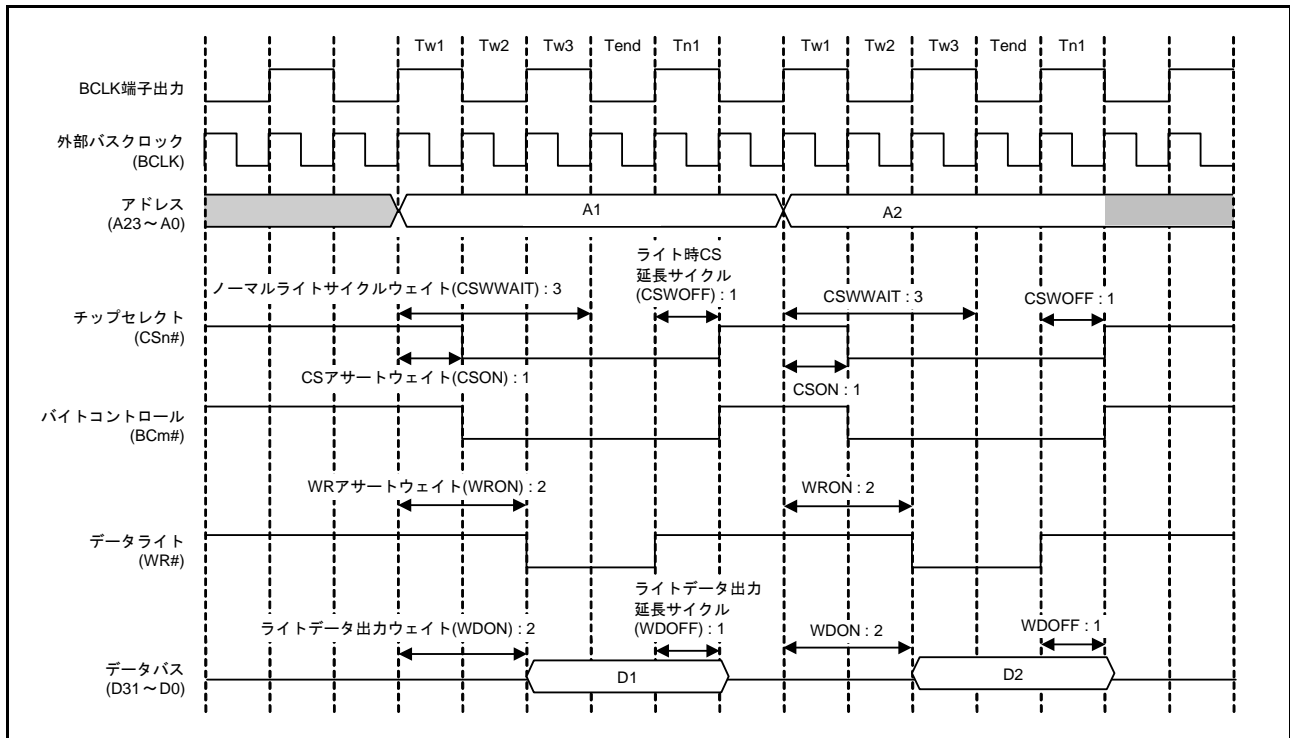 Tw1 Tw2 Tw3 Tend Tn1 Tw1 Tw2 Tw3 Tend Tn1
BCLK端子出力
外部バスクロック
(BCLK)
アドレス
(A23～A0)
A1 A2
ライト時CS
延長サイクル
(CSWOFF) : 1
ノーマルライトサイクルウェイト(CSWWAIT) : 3
CSWWAIT : 3
CSWOFF : 1
チップセレクト
(CSn#)
CSアサートウェイト(CSON) : 1
CSON : 1
バイトコントロール
(BCm#)
WRアサートウェイト(WRON) : 2
WRON : 2
データライト
(WR#)
ライトデータ出力
延長サイクル
(WDOFF) : 1
ライトデータ出力ウェイト(WDON) : 2
WDON : 2
WDOFF : 1
データバス
(D31～D0)
D1 D2